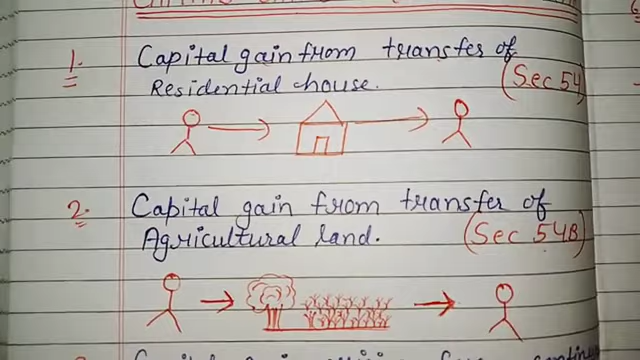 1. Capital gain from transfer of
Residential house. (Sec 54)
2. Capital gain from transfer of
Agricultural land. (Sec 54B)